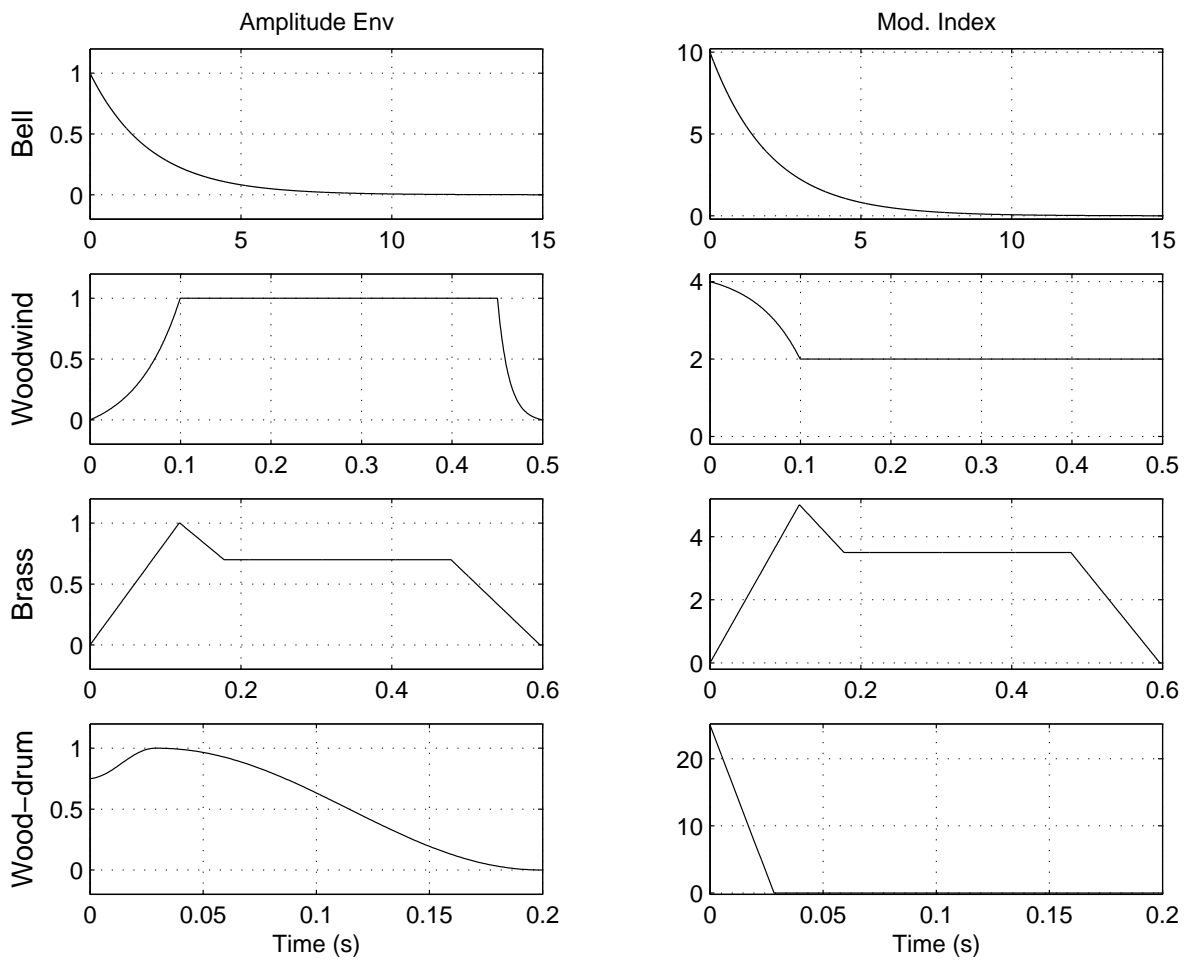 Amplitude Env
Mod. Index
Bell
1
0.5
0
0 5 10 15
10
5
0
0 5 10 15
Woodwind
1
0.5
0
0 0.1 0.2 0.3 0.4 0.5
4
2
0
0 0.1 0.2 0.3 0.4 0.5
Brass
1
0.5
0
0 0.2 0.4 0.6
4
2
0
0 0.2 0.4 0.6
Wood–drum
1
0.5
0
0 0.05 0.1 0.15 0.2
Time (s)
20
10
0
0 0.05 0.1 0.15 0.2
Time (s)